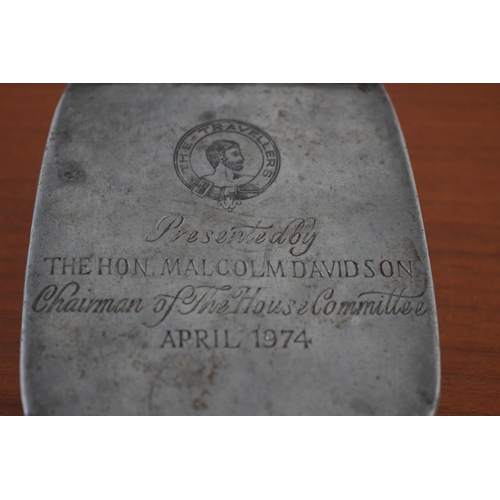 THE TRAVELLERS
Presented by
THE HON. MALCOLM DAVIDSON
Chairman of The House Committee
APRIL 1974